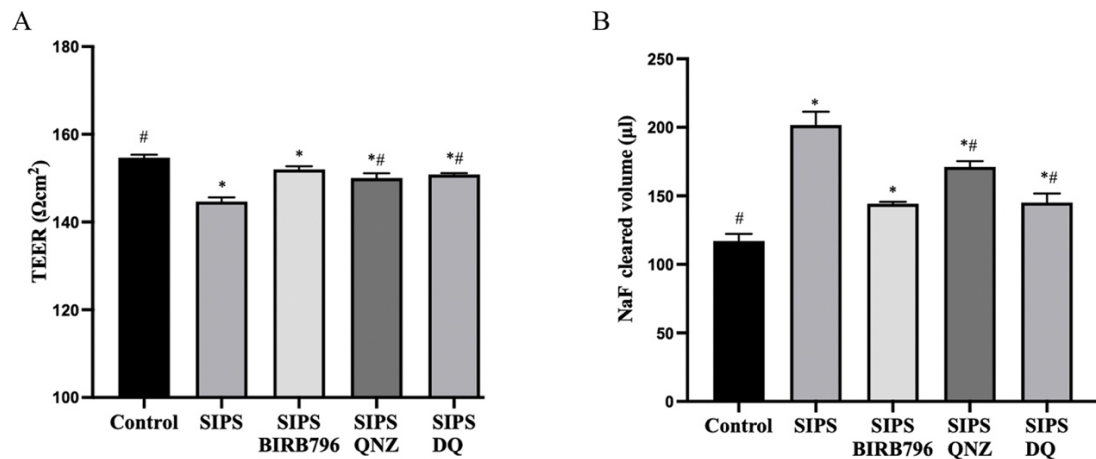 A
TEER (Ωcm²)
180
160
140
120
100
#
*
*
*#
*#
Control SIPS SIPS SIPS SIPS
BIRB796 QNZ DQ
B
NaF cleared volume (µl)
250
200
150
100
50
0
#
*
*
*#
*#
Control SIPS SIPS SIPS SIPS
BIRB796 QNZ DQ